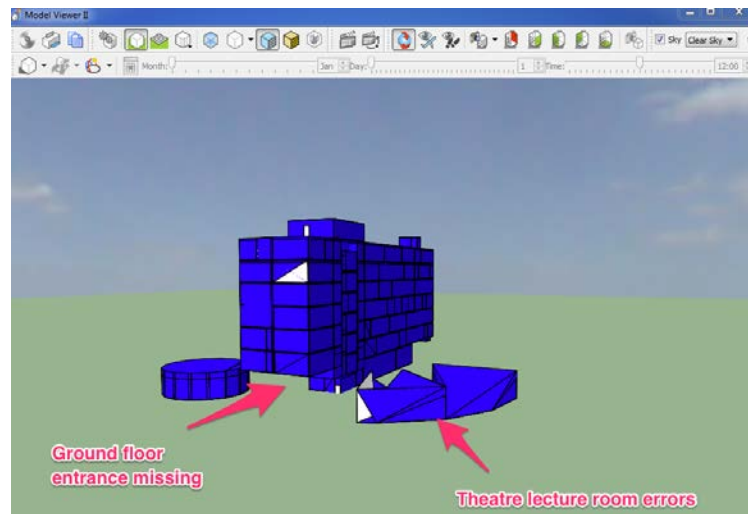 Model Viewer II
Sky Clear Sky
Month: Jan Day: 1 Time: 12:00
Ground floor
entrance missing
Theatre lecture room errors